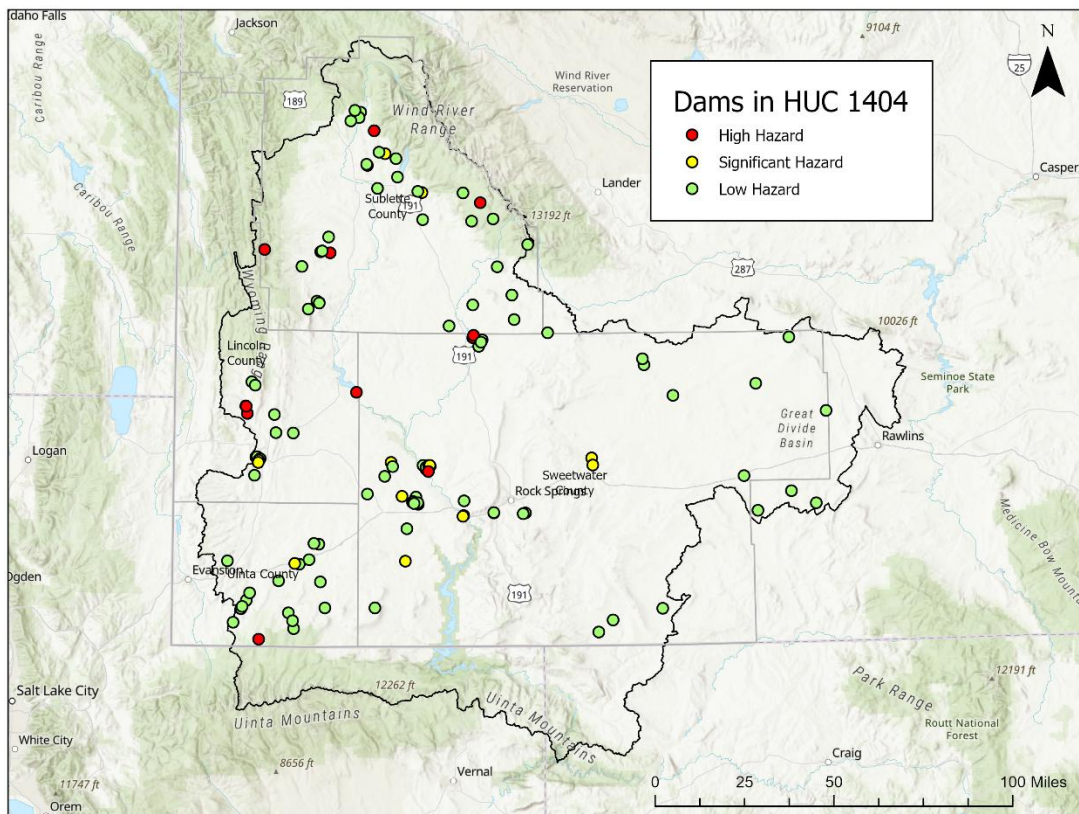 daho Falls
Jackson
9104 ft
N
25
Caribou Range
189
Wind River Range
Wind River
Reservation
Dams in HUC 1404
High Hazard
Significant Hazard
Low Hazard
Casper
Caribou Range
Lander
Sublette
County
191
13192 ft
287
Wyoming Range
10026 ft
Lincoln
County
191
Seminoe State
Park
Great
Divide
Basin
Rawlins
Logan
Sweetwater
County
Rock Springs
Medicine Bow Mount
Ogden
Evanston
Uinta County
191
Salt Lake City
12262 ft
Uinta Mountains
Uinta Mountains
12191 ft
Park Range
Routt National
Forest
White City
8656 ft
Vernal
Craig
11747 ft
Orem
0 25 50 100 Miles